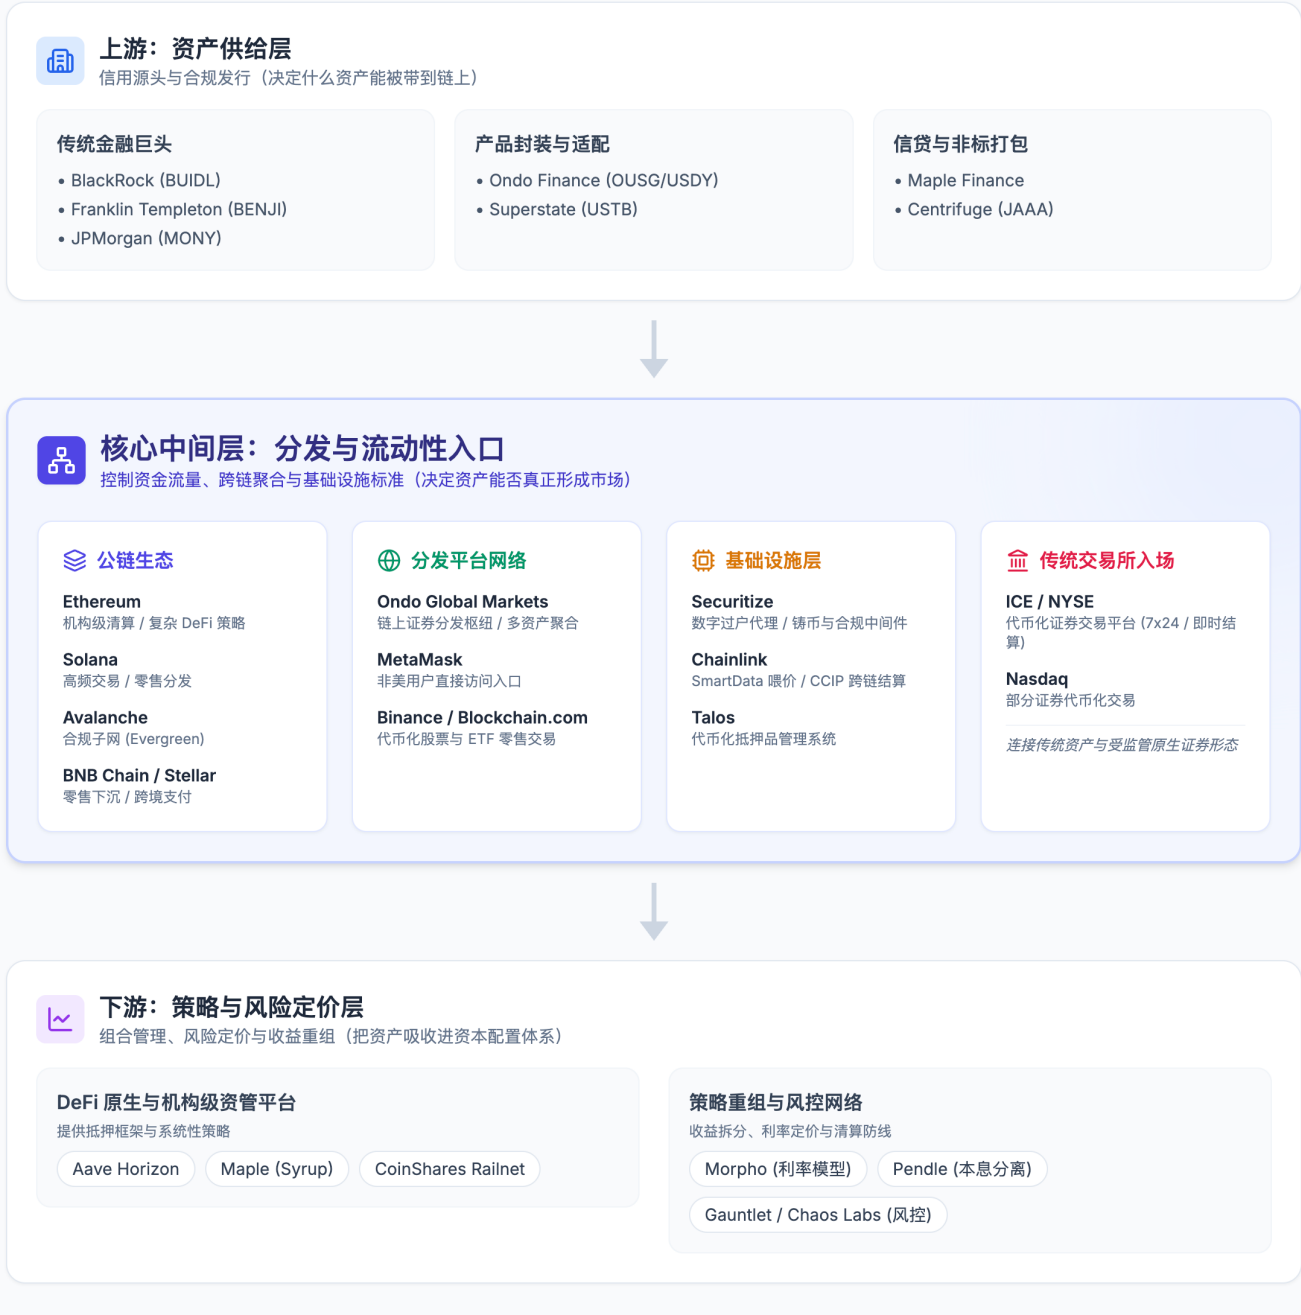 上游：资产供给层
信用源头与合规发行（决定什么资产能被带到链上）
传统金融巨头
• BlackRock (BUIDL)
• Franklin Templeton (BENJI)
• JPMorgan (MONY)
产品封装与适配
• Ondo Finance (OUSG/USDY)
• Superstate (USTB)
信贷与非标打包
• Maple Finance
• Centrifuge (JAAA)
核心中间层：分发与流动性入口
控制资金流量、跨链聚合与基础设施标准（决定资产能否真正形成市场）
公链生态
Ethereum
机构级清算 / 复杂 DeFi 策略
Solana
高频交易 / 零售分发
Avalanche
合规子网 (Evergreen)
BNB Chain / Stellar
零售下沉 / 跨境支付
分发平台网络
Ondo Global Markets
链上证券分发枢纽 / 多资产聚合
MetaMask
非美用户直接访问入口
Binance / Blockchain.com
代币化股票与 ETF 零售交易
基础设施层
Securitize
数字过户代理 / 铸币与合规中间件
Chainlink
SmartData 喂价 / CCIP 跨链结算
Talos
代币化抵押品管理系统
传统交易所入场
ICE / NYSE
代币化证券交易平台 (7x24 / 即时结
算)
Nasdaq
部分证券代币化交易
连接传统资产与受监管原生证券形态
下游：策略与风险定价层
组合管理、风险定价与收益重组（把资产吸收进资本配置体系）
DeFi 原生与机构级资管平台
提供抵押框架与系统性策略
Aave Horizon
Maple (Syrup)
CoinShares Railnet
策略重组与风控网络
收益拆分、利率定价与清算防线
Morpho (利率模型)
Pendle (本息分离)
Gauntlet / Chaos Labs (风控)